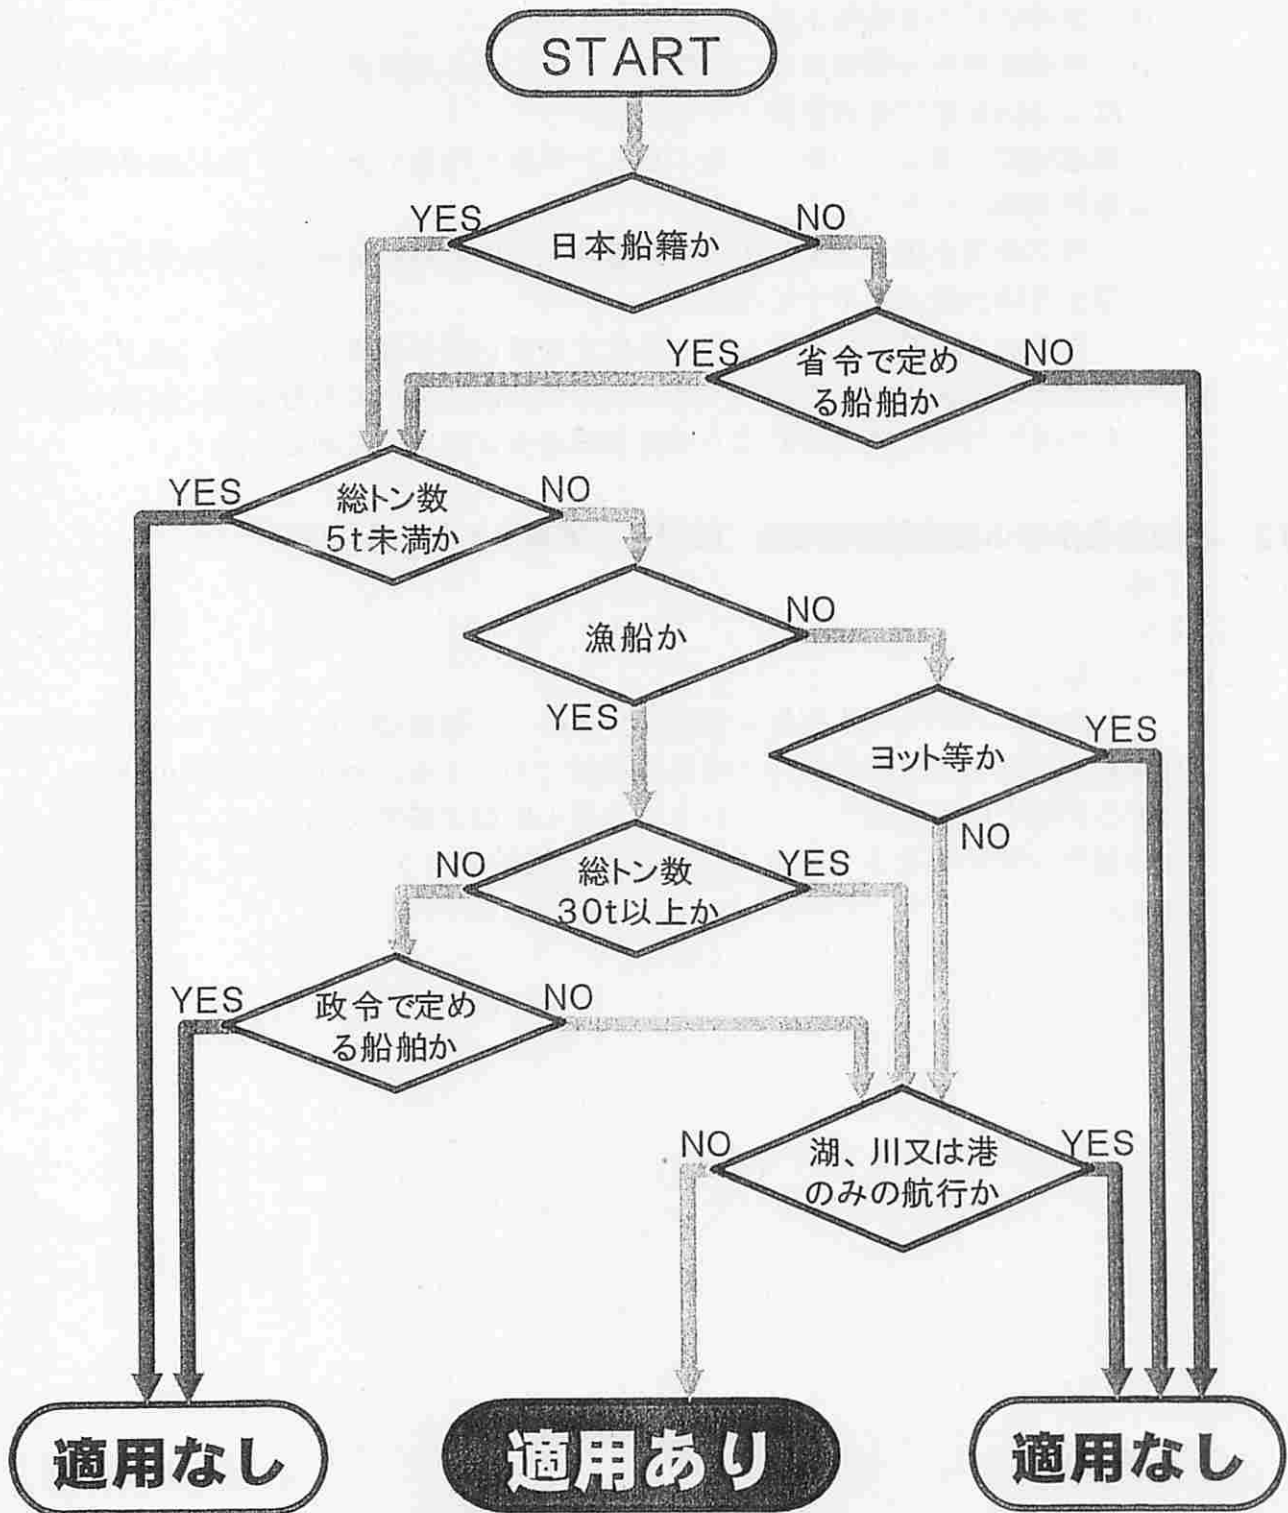 START
YES
NO
日本船籍か
YES
NO
省令で定め
る船舶か
YES
NO
総トン数
5t未満か
NO
漁船か
YES
YES
ヨット等か
NO
NO
YES
総トン数
30t以上か
YES
NO
政令で定め
る船舶か
NO
YES
湖、川又は港
のみの航行か
適用なし
適用あり
適用なし